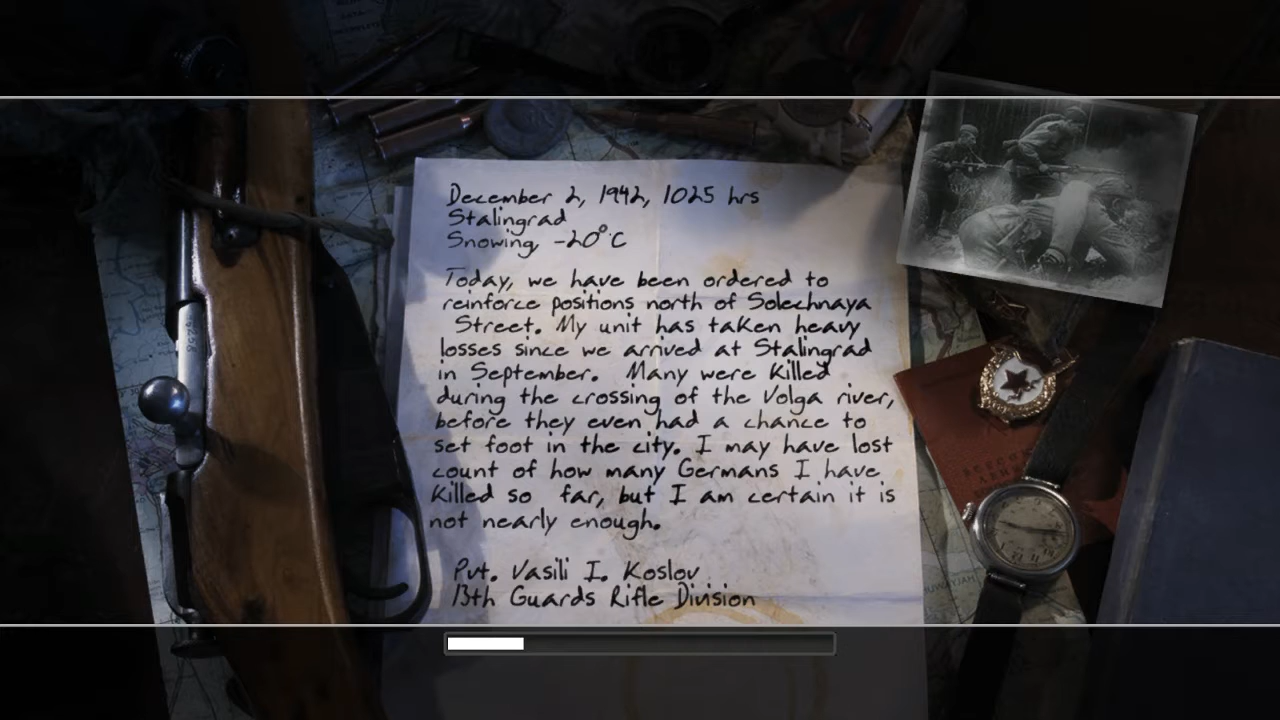 December 2, 1942, 1025 hrs
Stalingrad
Snowing, -20°C
Today, we have been ordered to
reinforce positions north of Solechnaya
Street. My unit has taken heavy
losses since we arrived at Stalingrad
in September. Many were killed
during the crossing of the Volga river,
before they even had a chance to
set foot in the city. I may have lost
count of how many Germans I have
killed so far, but I am certain it is
not nearly enough.
Pvt. Vasili I. Koslov
13th Guards Rifle Division